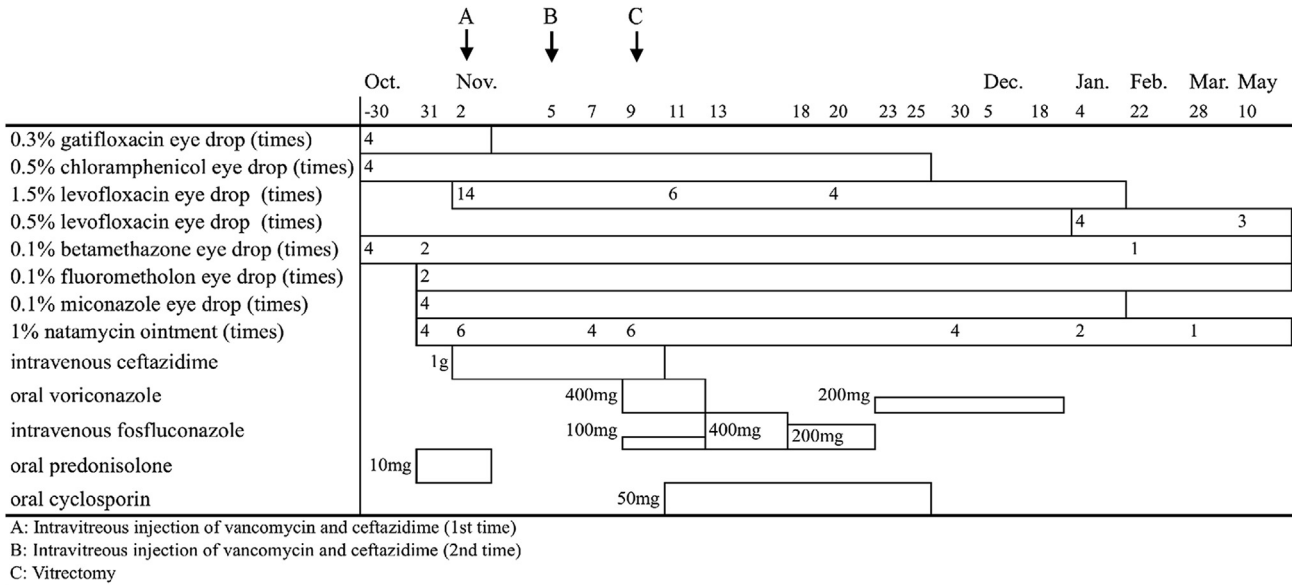 A B C
Oct. Nov. Dec. Jan. Feb. Mar. May
-30 31 2 5 7 9 11 13 18 20 23 25 30 5 18 4 22 28 10
0.3% gatifloxacin eye drop (times) 4
0.5% chloramphenicol eye drop (times) 4
1.5% levofloxacin eye drop (times) 14 6 4
0.5% levofloxacin eye drop (times) 4 3
0.1% betamethazone eye drop (times) 4 2 1
0.1% fluorometholon eye drop (times) 2
0.1% miconazole eye drop (times) 4
1% natamycin ointment (times) 4 6 4 6 4 2 1
intravenous ceftazidime 1g
oral voriconazole 400mg 200mg
intravenous fosfluconazole 100mg 400mg 200mg
oral predonisolone 10mg
oral cyclosporin 50mg
A: Intravitreous injection of vancomycin and ceftazidime (1st time)
B: Intravitreous injection of vancomycin and ceftazidime (2nd time)
C: Vitrectomy